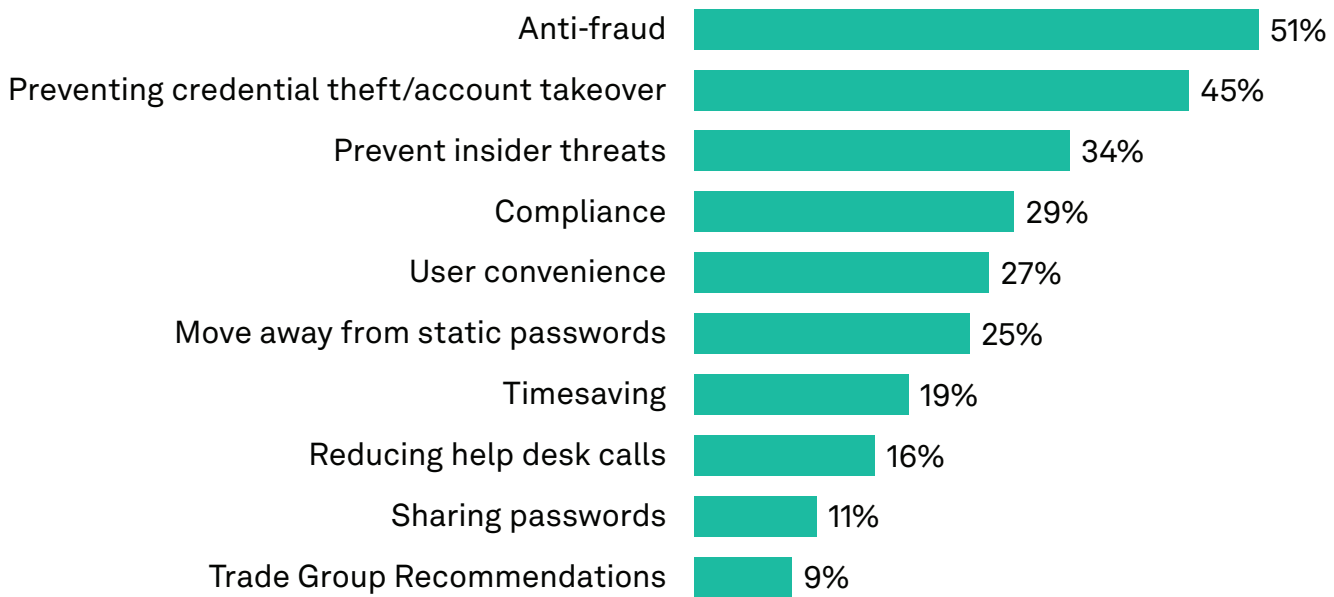 Anti-fraud 51%
Preventing credential theft/account takeover 45%
Prevent insider threats 34%
Compliance 29%
User convenience 27%
Move away from static passwords 25%
Timesaving 19%
Reducing help desk calls 16%
Sharing passwords 11%
Trade Group Recommendations 9%